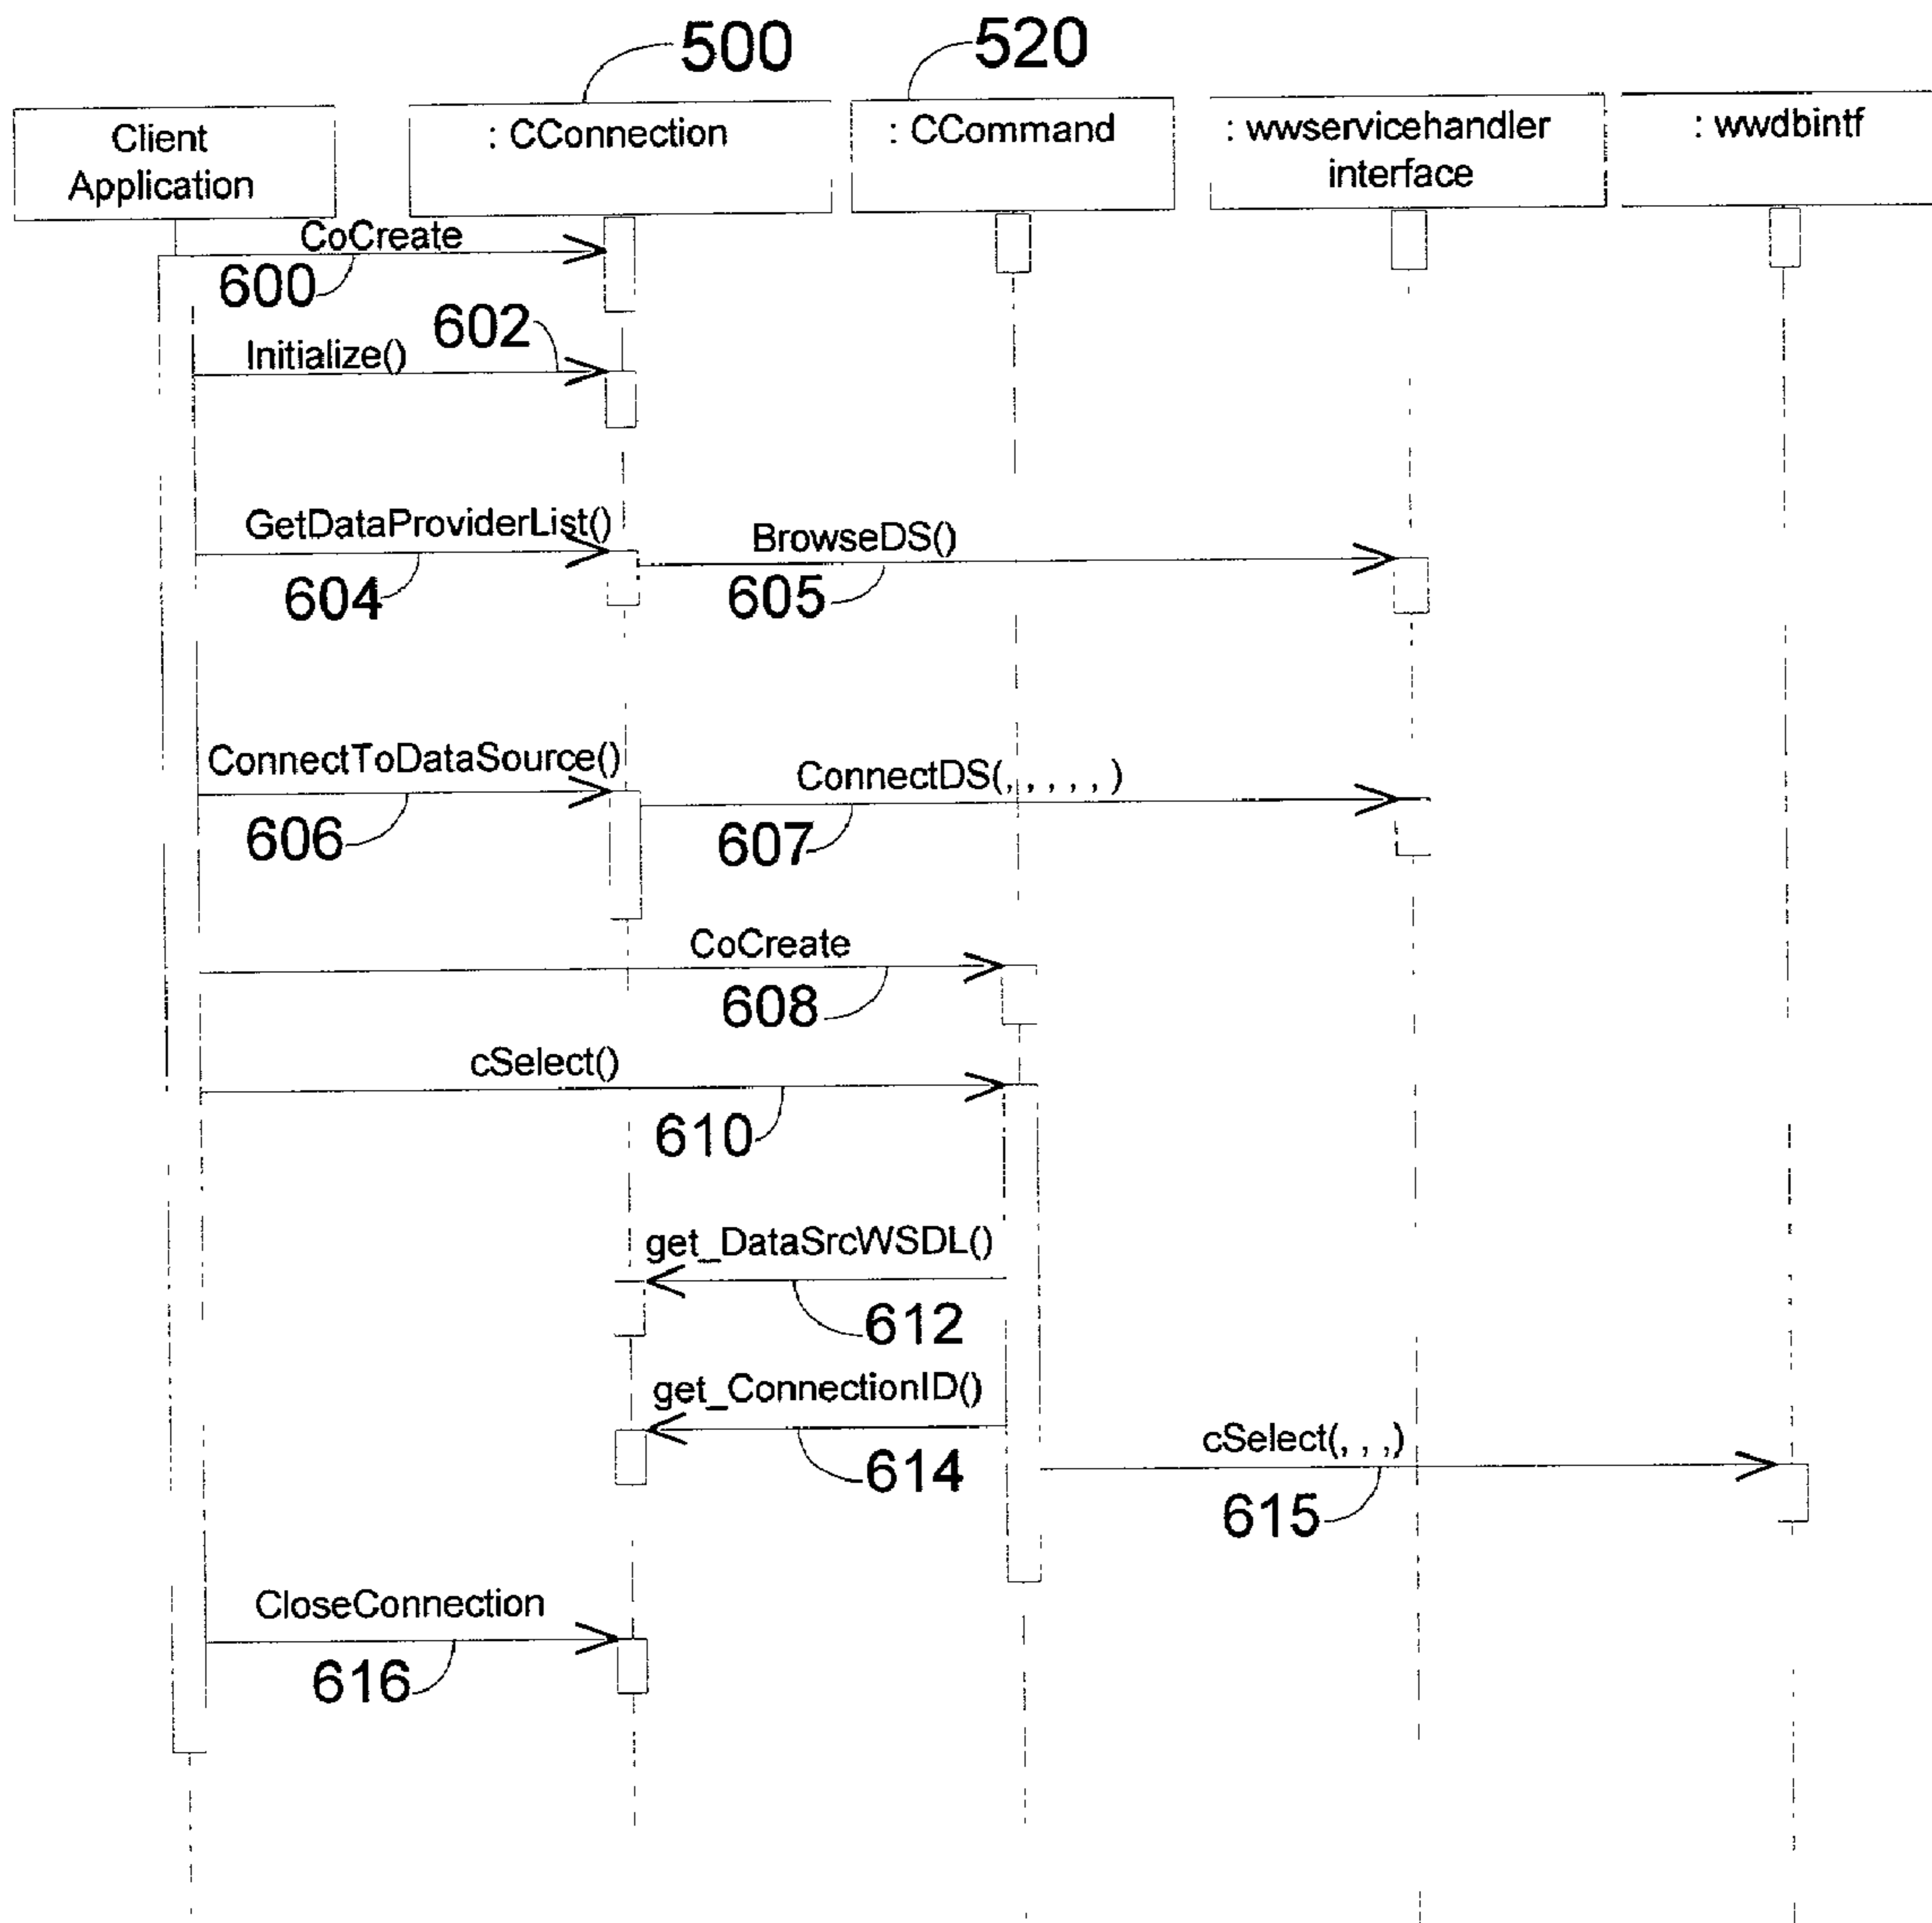 500
520
Client
Application
: CConnection
: CCommand
: wwservicehandler
interface
: wwdbintf
CoCreate
600
602
Initialize()
GetDataProviderList()
BrowseDS()
604
605
ConnectToDataSource()
ConnectDS(, , , , , )
606
607
CoCreate
608
cSelect()
610
get_DataSrcWSDL()
612
get_ConnectionID()
614
cSelect(, , ,)
615
CloseConnection
616